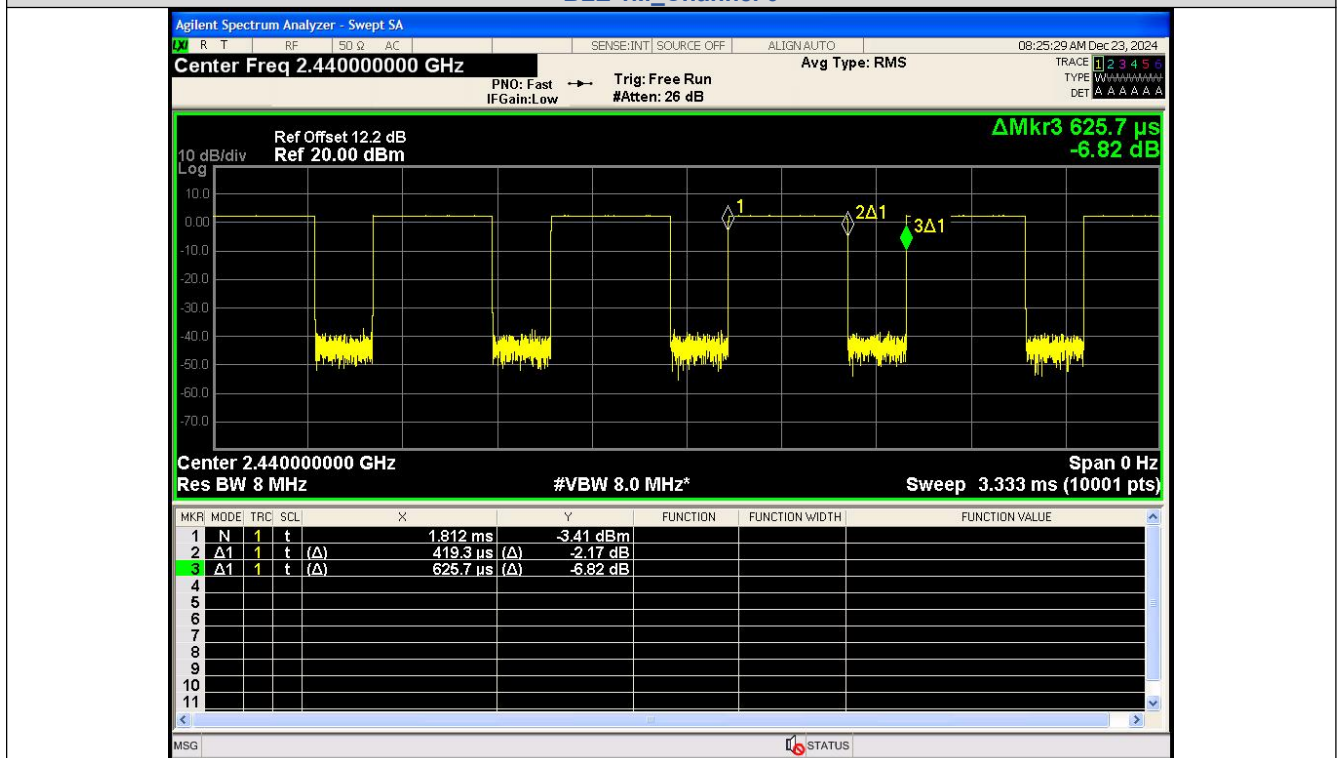 Agilent Spectrum Analyzer - Swept SA
LXI R T RF 50 Ω AC SENSE:INT SOURCE OFF ALIGN AUTO 08:25:29 AM Dec 23, 2024
Center Freq 2.440000000 GHz Avg Type: RMS TRACE 1 2 3 4 5 6
PNO: Fast Trig: Free Run TYPE WWWWWW
IFGain:Low #Atten: 26 dB DET A A A A A A
ΔMkr3 625.7 µs
-6.82 dB
Ref Offset 12.2 dB
10 dB/div Ref 20.00 dBm
Log
10.0
0.00
-10.0
-20.0
-30.0
-40.0
-50.0
-60.0
-70.0
1
2Δ1
3Δ1
Center 2.440000000 GHz Span 0 Hz
Res BW 8 MHz #VBW 8.0 MHz* Sweep 3.333 ms (10001 pts)
MKR MODE TRC SCL X Y FUNCTION FUNCTION WIDTH FUNCTION VALUE
1 N 1 t 1.812 ms -3.41 dBm
2 Δ1 1 t (Δ) 419.3 µs (Δ) -2.17 dB
3 Δ1 1 t (Δ) 625.7 µs (Δ) -6.82 dB
4
5
6
7
8
9
10
11
MSG STATUS